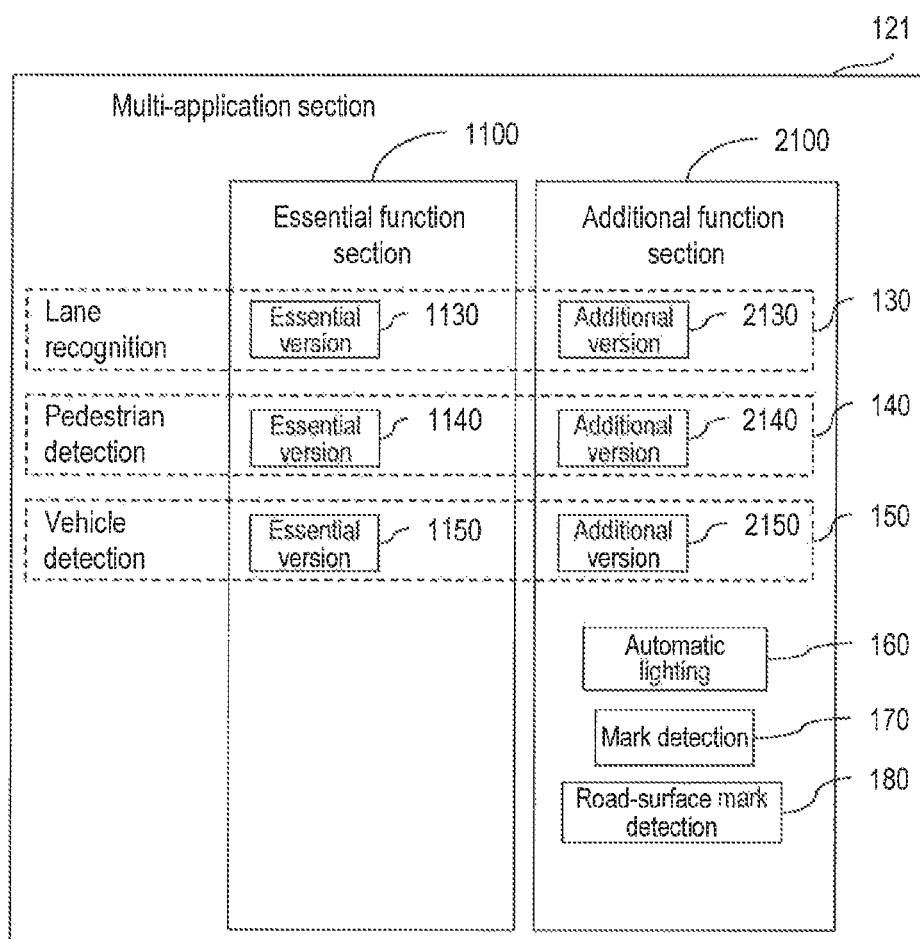 121
Multi-application section
1100
2100
Essential function
section
Additional function
section
Lane
recognition
Essential
version
1130
Additional
version
2130
130
Pedestrian
detection
Essential
version
1140
Additional
version
2140
140
Vehicle
detection
Essential
version
1150
Additional
version
2150
150
Automatic
lighting
160
Mark detection
170
Road-surface mark
detection
180